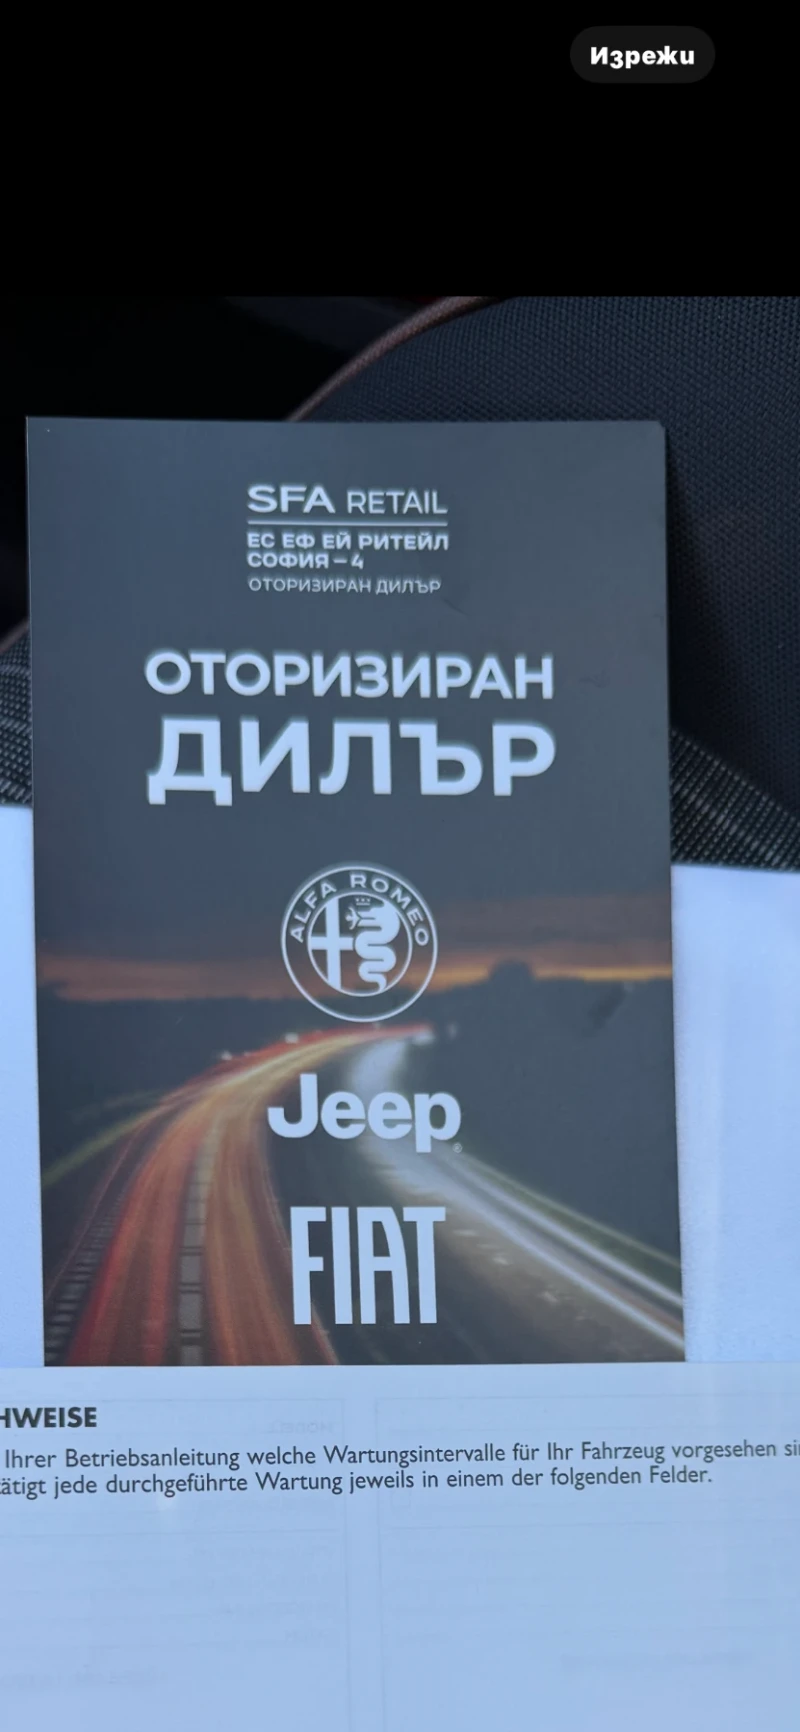 Изрежи
SFA RETAIL
ЕС ЕФ ЕЙ РИТЕЙЛ
СОФИЯ – 4
ОТОРИЗИРАН ДИЛЪР
ОТОРИЗИРАН
ДИЛЪР
ALFA ROMEO
Jeep
FIAT
HWEISE
Ihrer Betriebsanleitung welche Wartungsintervalle für Ihr Fahrzeug vorgesehen si
ätigt jede durchgeführte Wartung jeweils in einem der folgenden Felder.